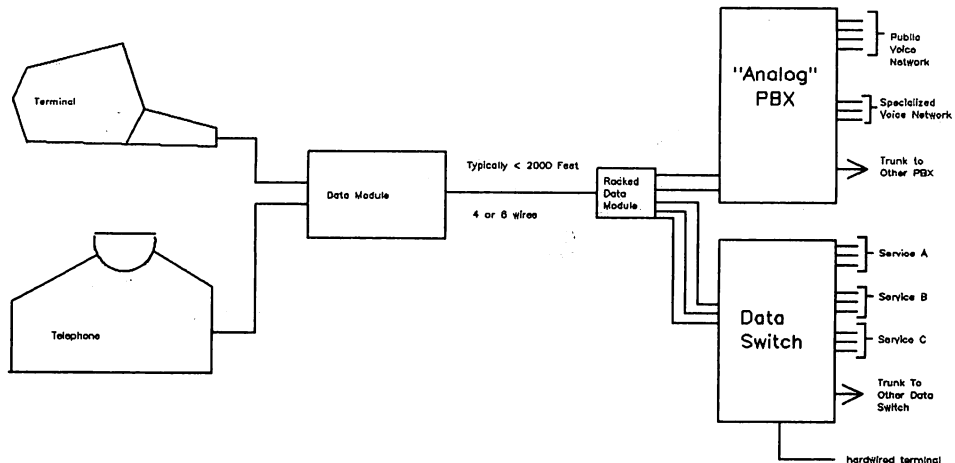 Terminal
Telephone
Data Module
Typically < 2000 Feet
4 or 6 wires
Racked
Data
Module
"Analog"
PBX
Public
Voice
Network
Specialized
Voice Network
Trunk to
Other PBX
Data
Switch
Service A
Service B
Service C
Trunk To
Other Data
Switch
hardwired terminal